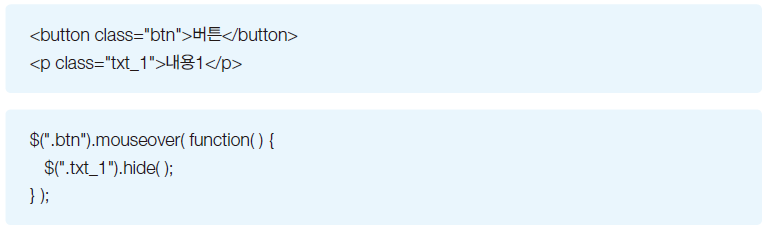 <button class="btn">버튼</button>
<p class="txt_1">내용1</p>
$(".btn").mouseover( function( ) {
$(".txt_1").hide( );
} );